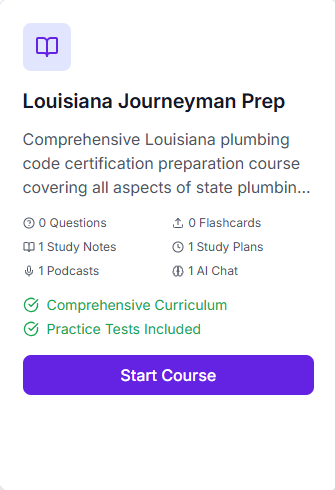 Louisiana Journeyman Prep
Comprehensive Louisiana plumbing
code certification preparation course
covering all aspects of state plumbin...
0 Questions
0 Flashcards
1 Study Notes
1 Study Plans
1 Podcasts
1 AI Chat
Comprehensive Curriculum
Practice Tests Included
Start Course